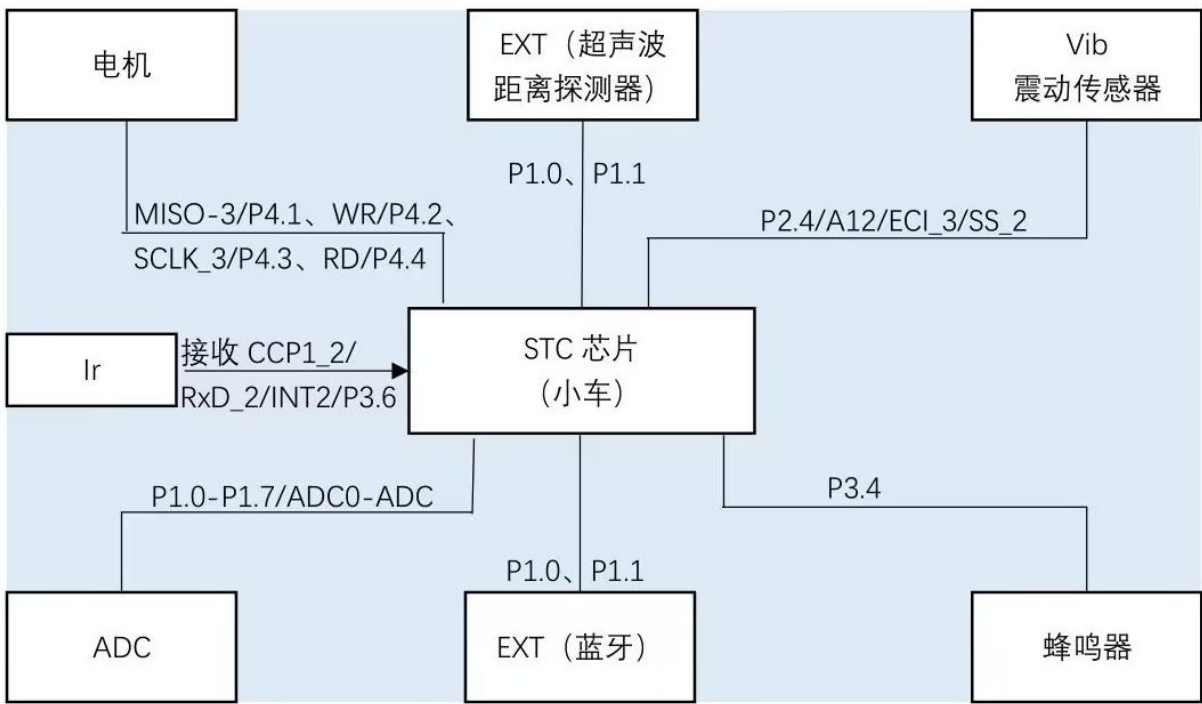 电机
EXT（超声波
距离探测器）
Vib
震动传感器
P1.0、P1.1
MISO-3/P4.1、WR/P4.2、
SCLK_3/P4.3、RD/P4.4
P2.4/A12/ECI_3/SS_2
Ir
接收 CCP1_2/
RxD_2/INT2/P3.6
STC 芯片
（小车）
P1.0-P1.7/ADC0-ADC
P3.4
P1.0、P1.1
ADC
EXT（蓝牙）
蜂鸣器